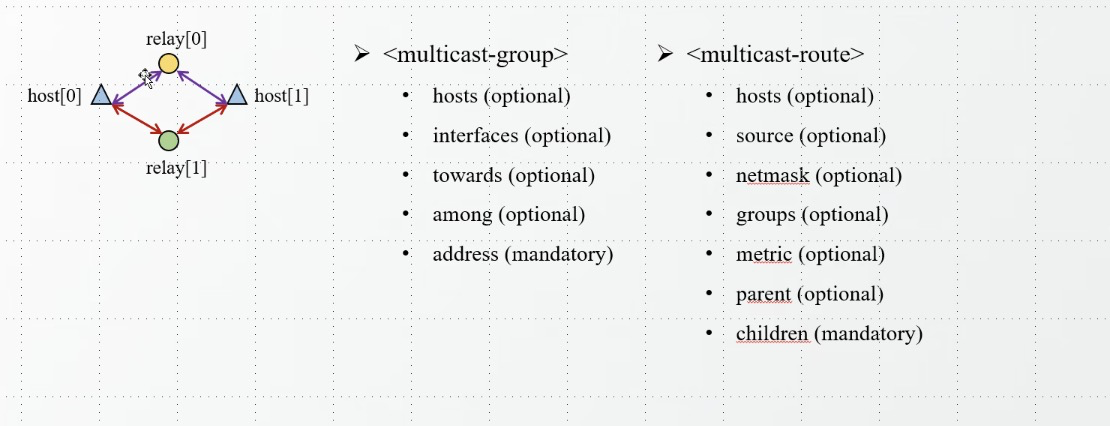 relay[0]
host[0]
host[1]
relay[1]
➢ <multicast-group>
• hosts (optional)
• interfaces (optional)
• towards (optional)
• among (optional)
• address (mandatory)
➢ <multicast-route>
• hosts (optional)
• source (optional)
• netmask (optional)
• groups (optional)
• metric (optional)
• parent (optional)
• children (mandatory)